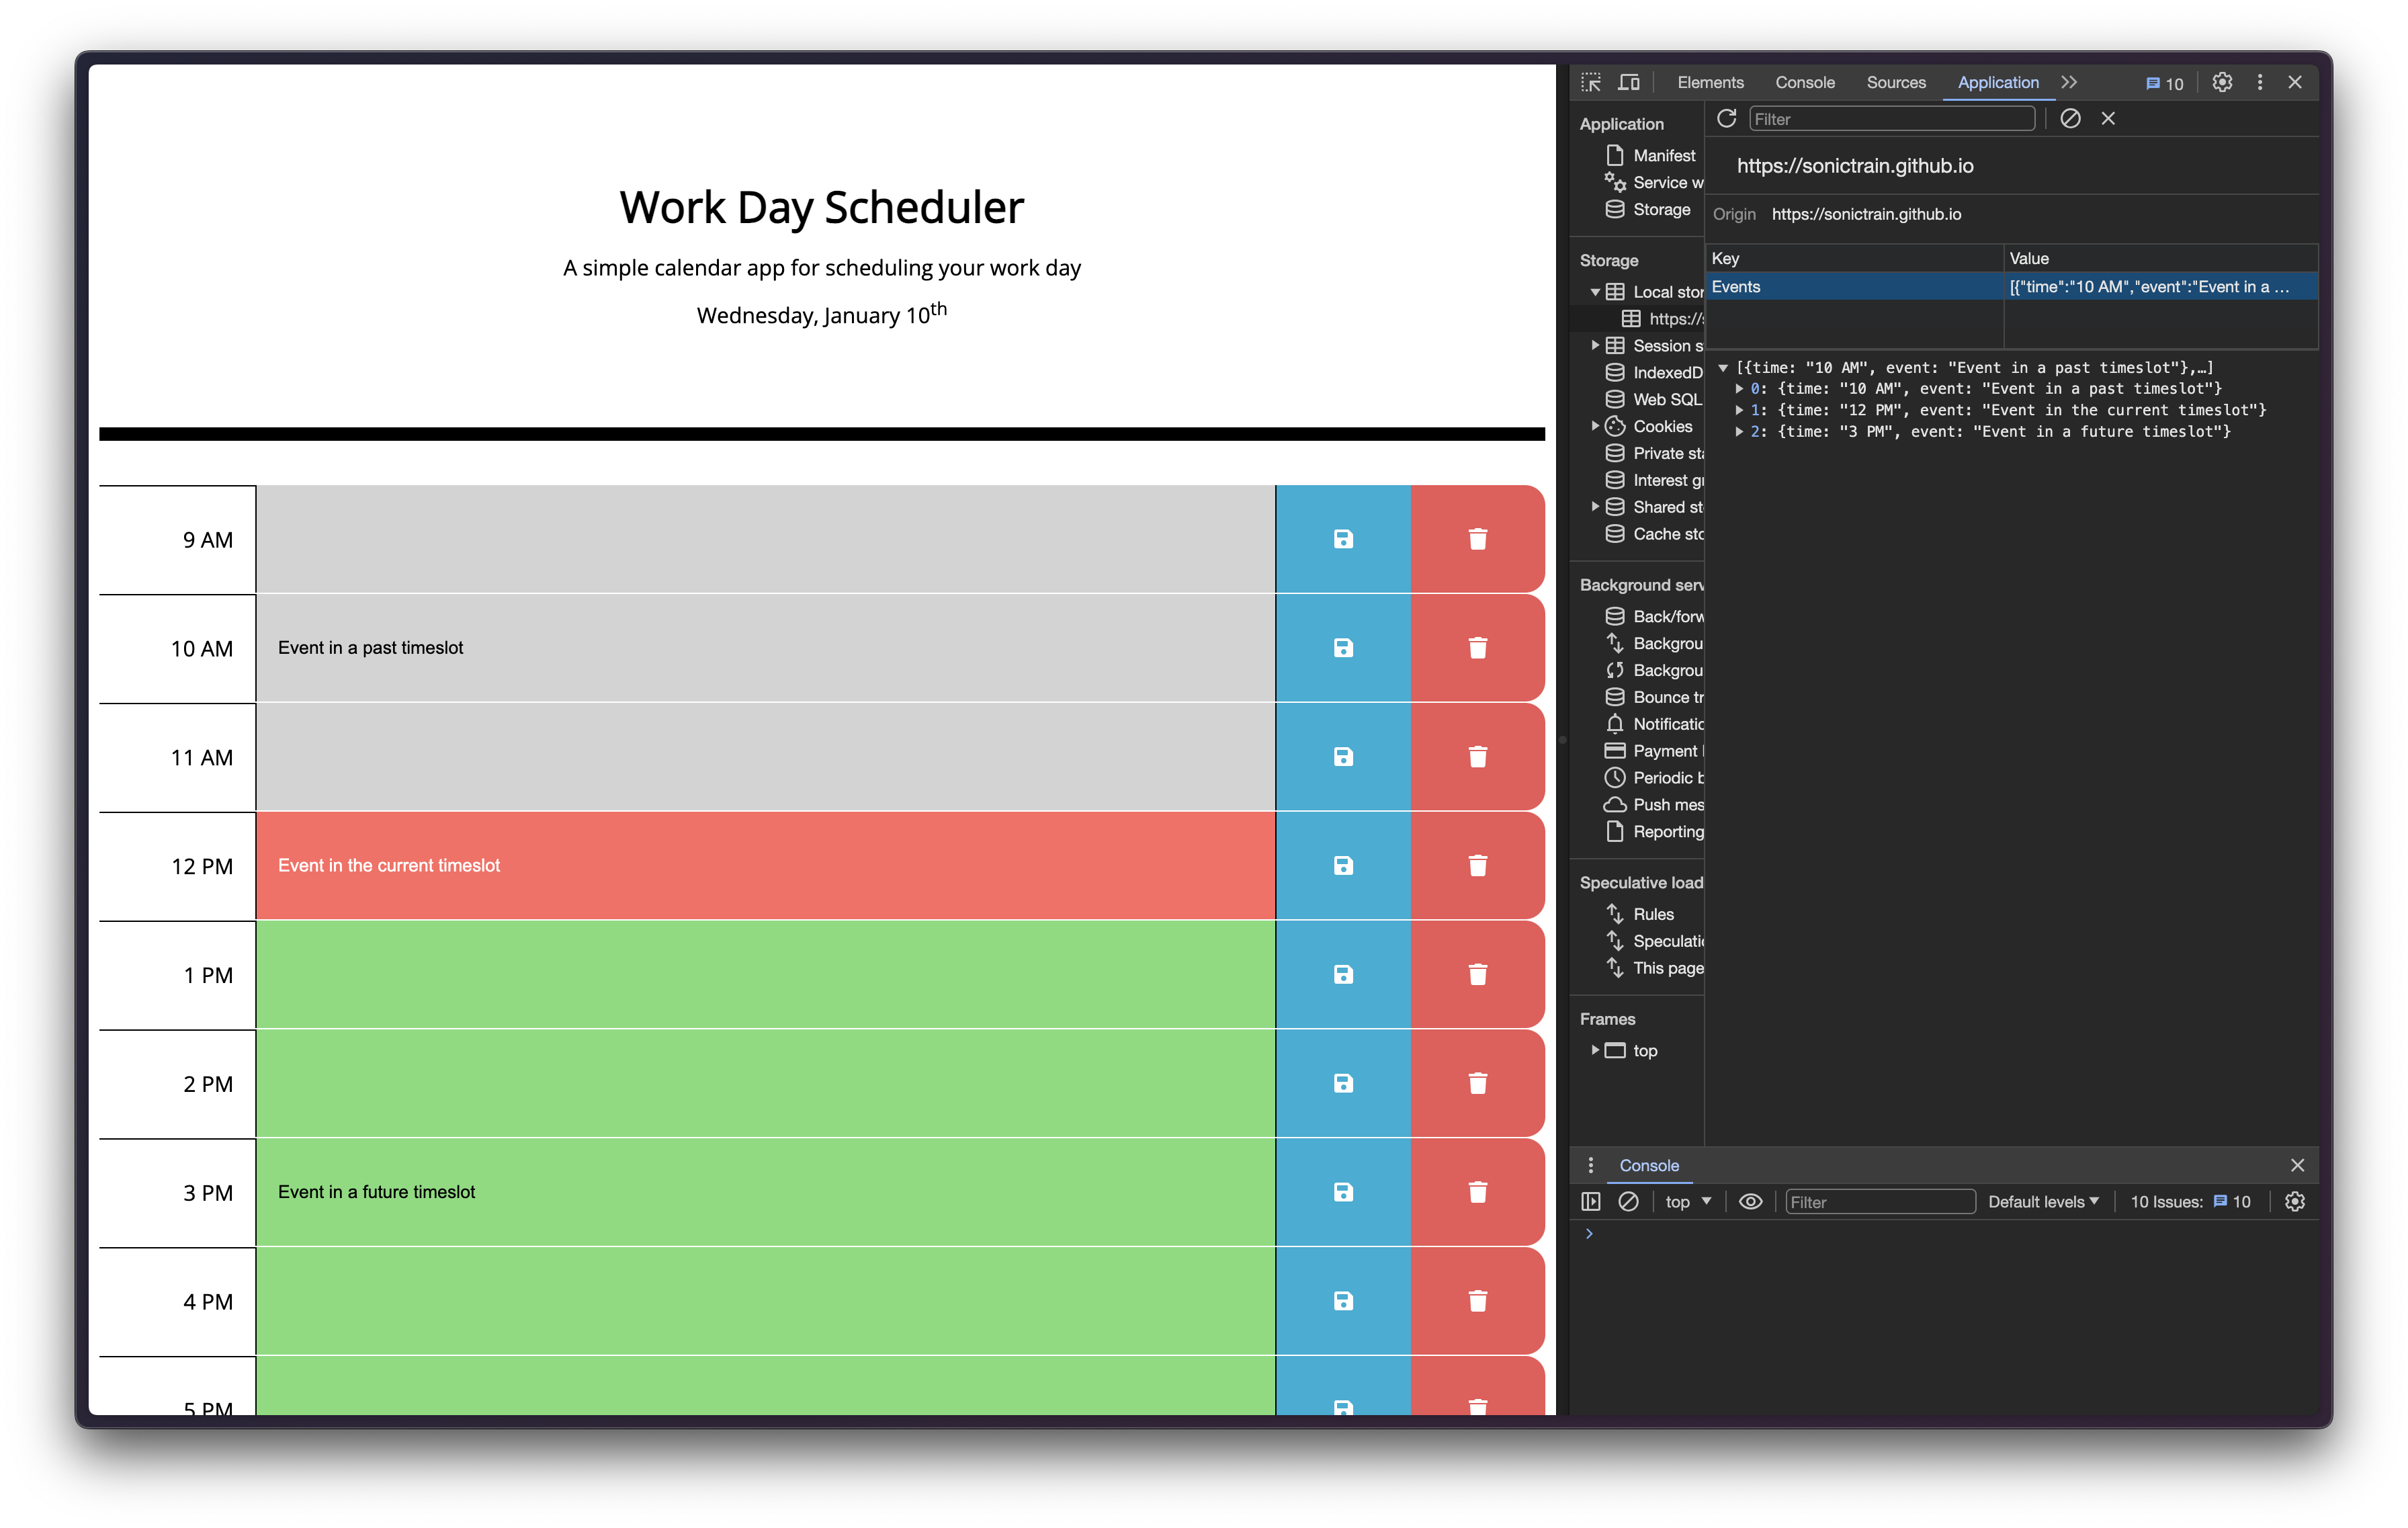 Work Day Scheduler
A simple calendar app for scheduling your work day
Wednesday, January 10th
9 AM
10 AM
Event in a past timeslot
11 AM
12 PM
Event in the current timeslot
1 PM
2 PM
3 PM
Event in a future timeslot
4 PM
5 PM
Elements Console Sources Application 10
Application
Manifest
Service w
Storage
Storage
Local stor
https://s
Session s
IndexedD
Web SQL
Cookies
Private sta
Interest gr
Shared st
Cache sto
Background serv
Back/forw
Backgrou
Backgrou
Bounce tr
Notificatio
Payment
Periodic b
Push mes
Reporting
Speculative load
Rules
Speculatio
This page
Frames
top
Filter
https://sonictrain.github.io
Origin https://sonictrain.github.io
Key Value
Events [{"time":"10 AM","event":"Event in a …
[{time: "10 AM", event: "Event in a past timeslot"},…]
0: {time: "10 AM", event: "Event in a past timeslot"}
1: {time: "12 PM", event: "Event in the current timeslot"}
2: {time: "3 PM", event: "Event in a future timeslot"}
Console
top Filter Default levels 10 Issues: 10